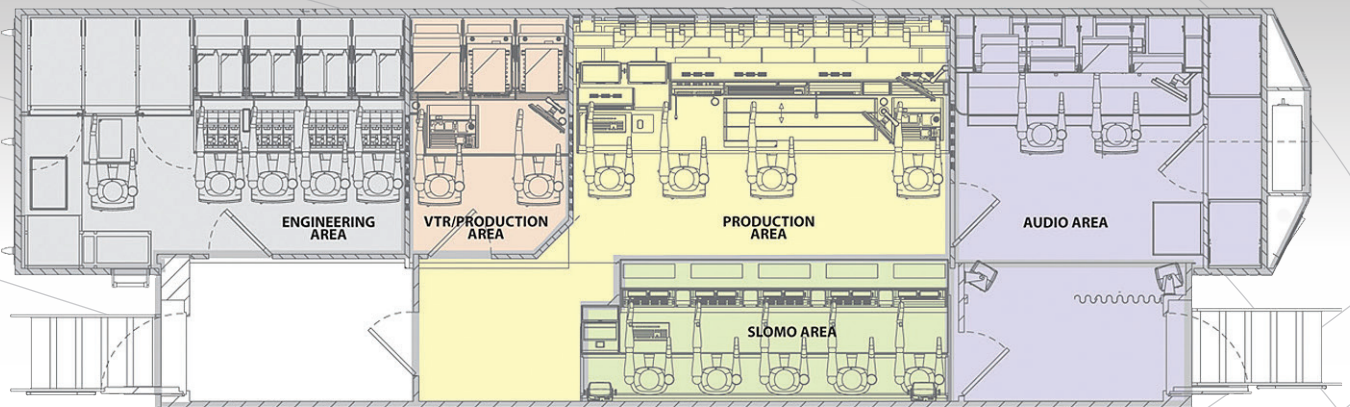 ENGINEERING
AREA
VTR/PRODUCTION
AREA
PRODUCTION
AREA
AUDIO AREA
SLOMO AREA